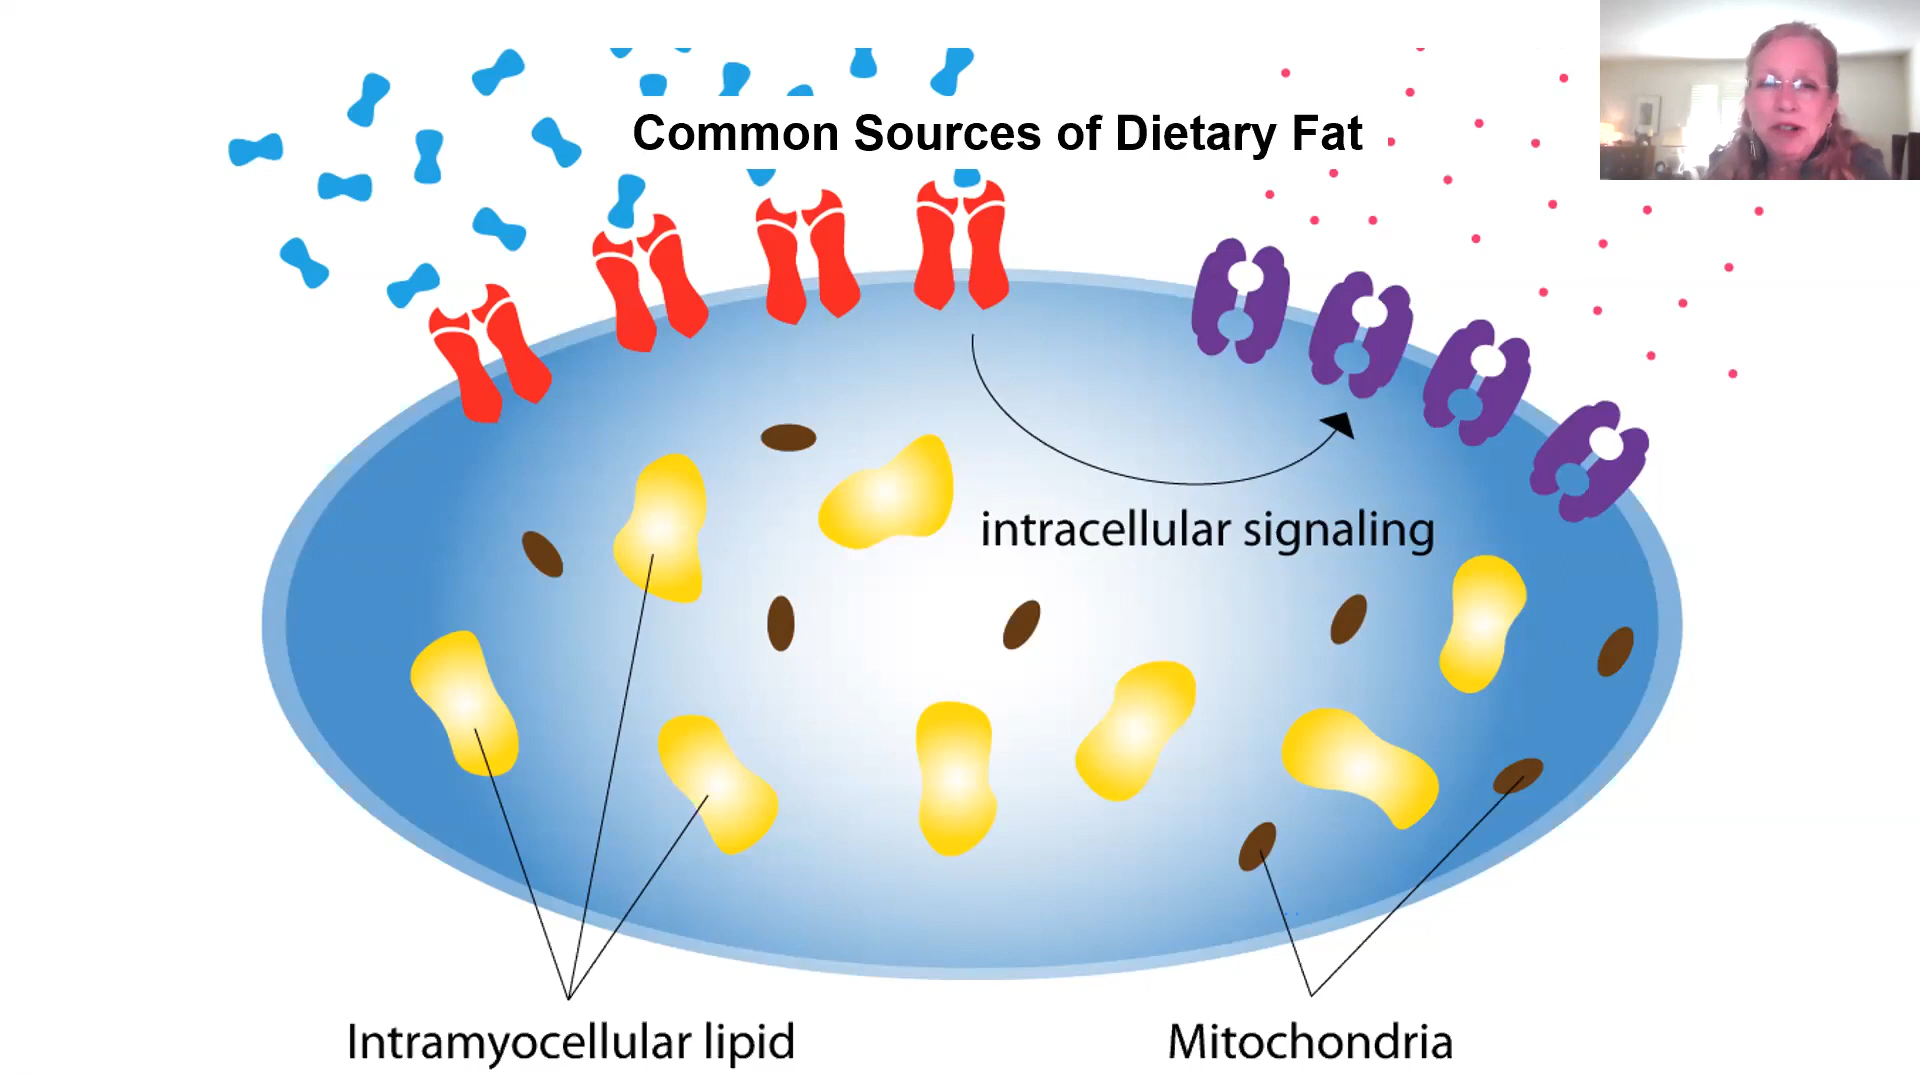 Common Sources of Dietary Fat
intracellular signaling
Intramyocellular lipid
Mitochondria